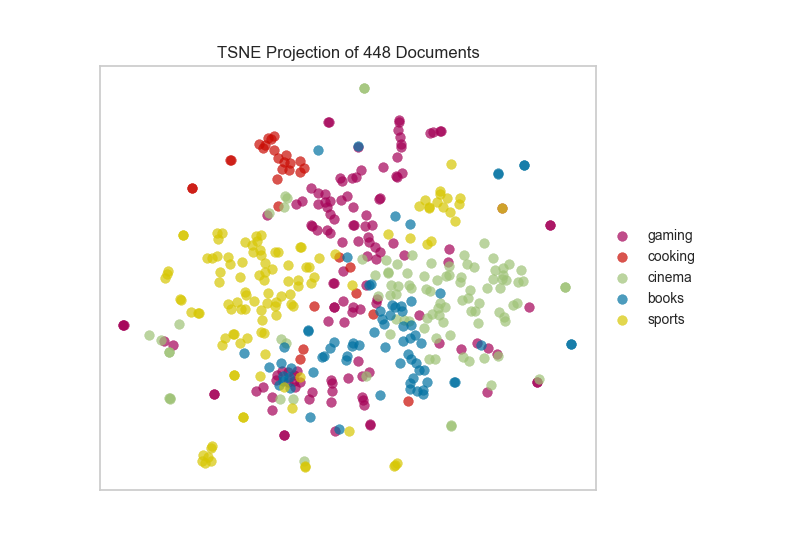 TSNE Projection of 448 Documents
gaming
cooking
cinema
books
sports